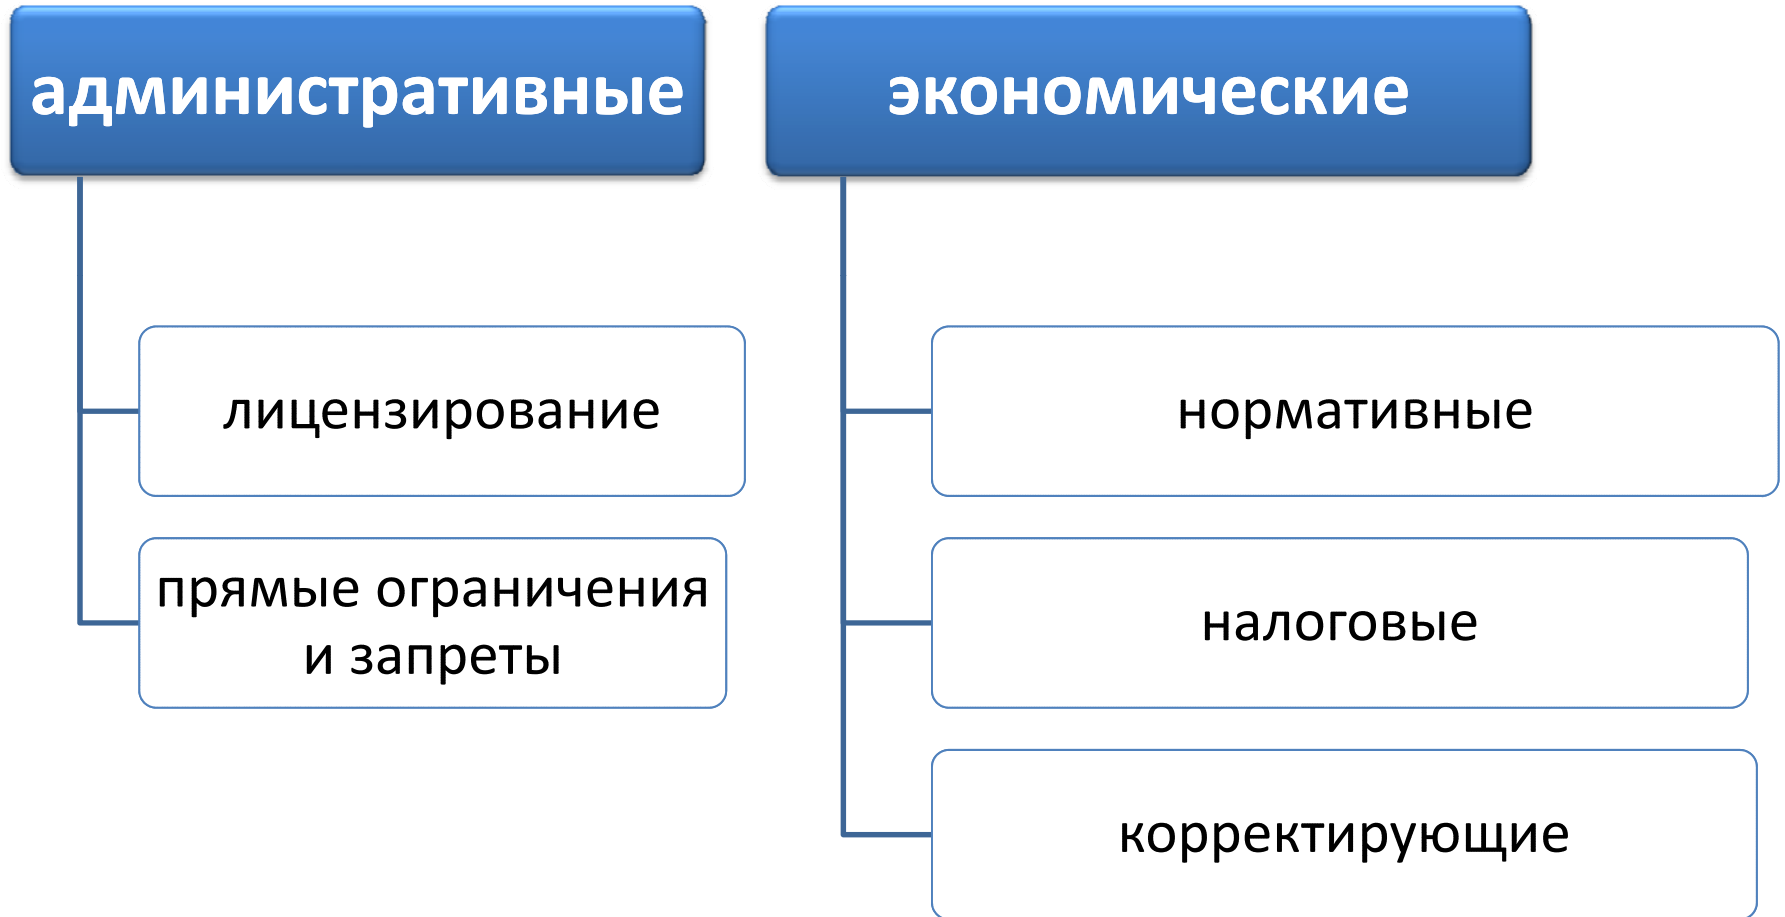 административные
лицензирование
прямые ограничения
и запреты
экономические
нормативные
налоговые
корректирующие